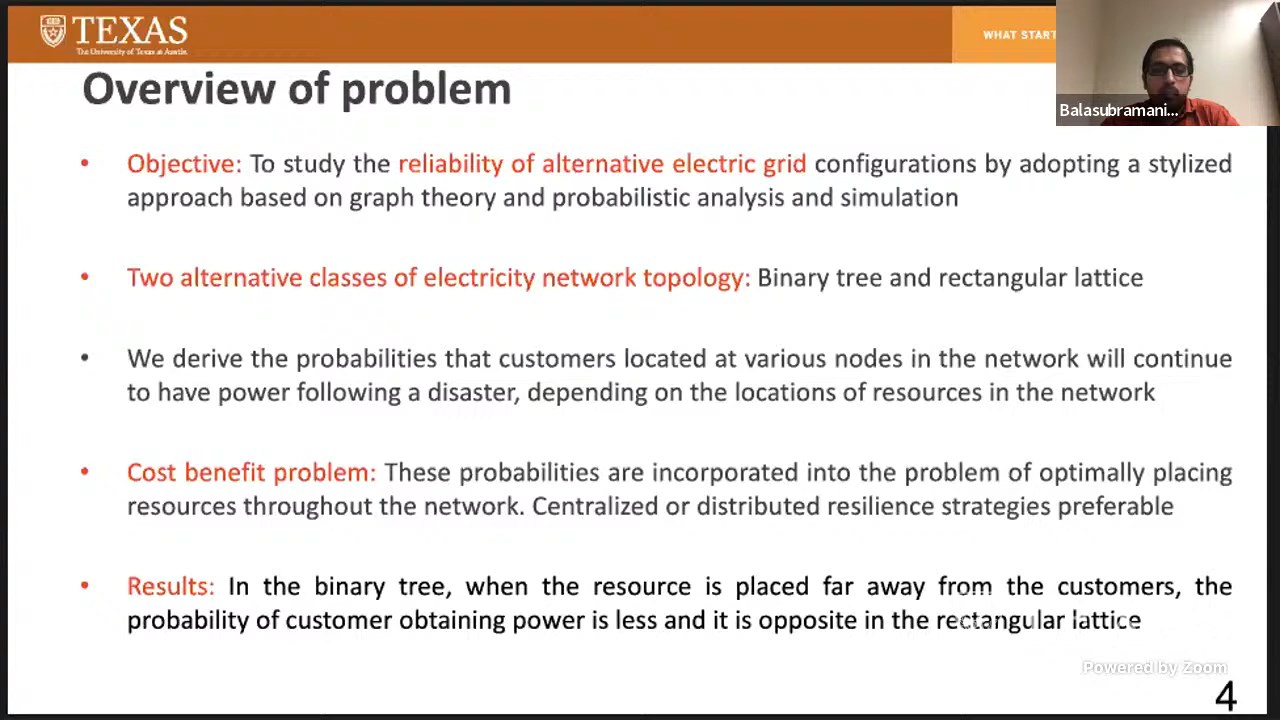 TEXAS
The University of Texas at Austin
WHAT START
Balasubramani...
Overview of problem
• Objective: To study the reliability of alternative electric grid configurations by adopting a stylized
approach based on graph theory and probabilistic analysis and simulation
• Two alternative classes of electricity network topology: Binary tree and rectangular lattice
• We derive the probabilities that customers located at various nodes in the network will continue
to have power following a disaster, depending on the locations of resources in the network
• Cost benefit problem: These probabilities are incorporated into the problem of optimally placing
resources throughout the network. Centralized or distributed resilience strategies preferable
• Results: In the binary tree, when the resource is placed far away from the customers, the
probability of customer obtaining power is less and it is opposite in the rectangular lattice
Powered by Zoom
4